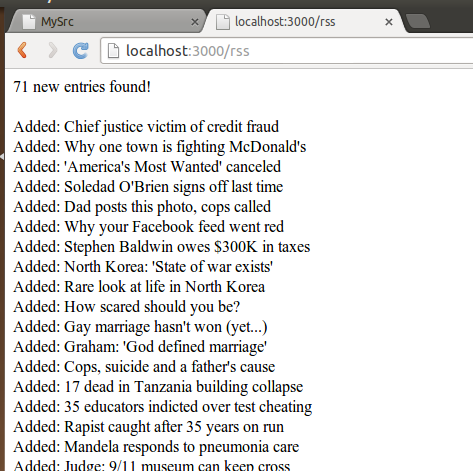 MySrc
localhost:3000/rss
localhost:3000/rss
71 new entries found!
Added: Chief justice victim of credit fraud
Added: Why one town is fighting McDonald's
Added: 'America's Most Wanted' canceled
Added: Soledad O'Brien signs off last time
Added: Dad posts this photo, cops called
Added: Why your Facebook feed went red
Added: Stephen Baldwin owes $300K in taxes
Added: North Korea: 'State of war exists'
Added: Rare look at life in North Korea
Added: How scared should you be?
Added: Gay marriage hasn't won (yet...)
Added: Graham: 'God defined marriage'
Added: Cops, suicide and a father's cause
Added: 17 dead in Tanzania building collapse
Added: 35 educators indicted over test cheating
Added: Rapist caught after 35 years on run
Added: Mandela responds to pneumonia care
Added: Judge: 9/11 museum can keep cross